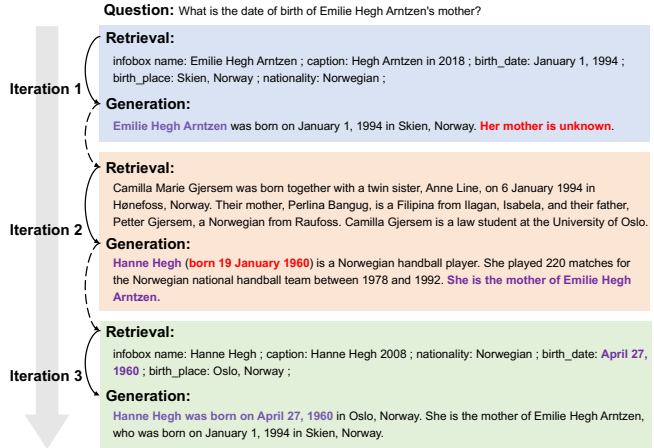 Question: What is the date of birth of Emilie Hegh Arntzen's mother?
Iteration 1
Retrieval:
infobox name: Emilie Hegh Arntzen ; caption: Hegh Arntzen in 2018 ; birth_date: January 1, 1994 ;
birth_place: Skien, Norway ; nationality: Norwegian ;
Generation:
Emilie Hegh Arntzen was born on January 1, 1994 in Skien, Norway. Her mother is unknown.
Iteration 2
Retrieval:
Camilla Marie Gjersem was born together with a twin sister, Anne Line, on 6 January 1994 in
Hønefoss, Norway. Their mother, Perlina Bangug, is a Filipina from Ilagan, Isabela, and their father,
Petter Gjersem, a Norwegian from Raufoss. Camilla Gjersem is a law student at the University of Oslo.
Generation:
Hanne Hegh (born 19 January 1960) is a Norwegian handball player. She played 220 matches for
the Norwegian national handball team between 1978 and 1992. She is the mother of Emilie Hegh
Arntzen.
Iteration 3
Retrieval:
infobox name: Hanne Hegh ; caption: Hanne Hegh 2008 ; nationality: Norwegian ; birth_date: April 27,
1960 ; birth_place: Oslo, Norway ;
Generation:
Hanne Hegh was born on April 27, 1960 in Oslo, Norway. She is the mother of Emilie Hegh Arntzen,
who was born on January 1, 1994 in Skien, Norway.